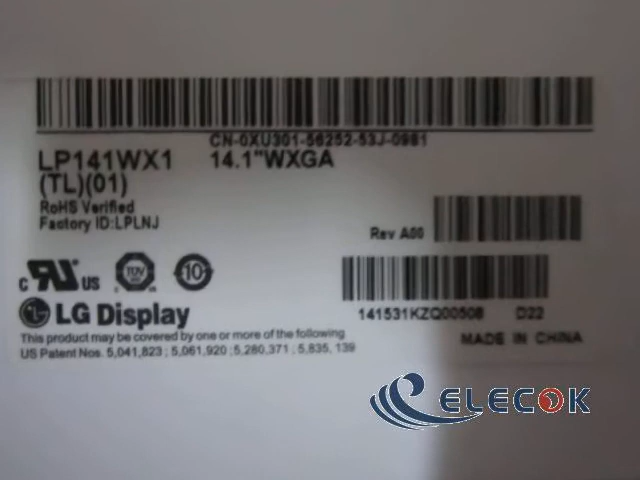 CN-0XU301-56252-53J-0981
LP141WX1 14.1"WXGA
(TL)(01)
RoHS Verified
Factory ID:LPLNJ
Rev A00
c RU US TÜV 10
LG Display
141531KZQ00508 D22
This product may be covered by one or more of the following
US Patent Nos. 5,041,823 ; 5,061,920 ; 5,280,371 ; 5,835, 139
MADE IN CHINA
ELECOK